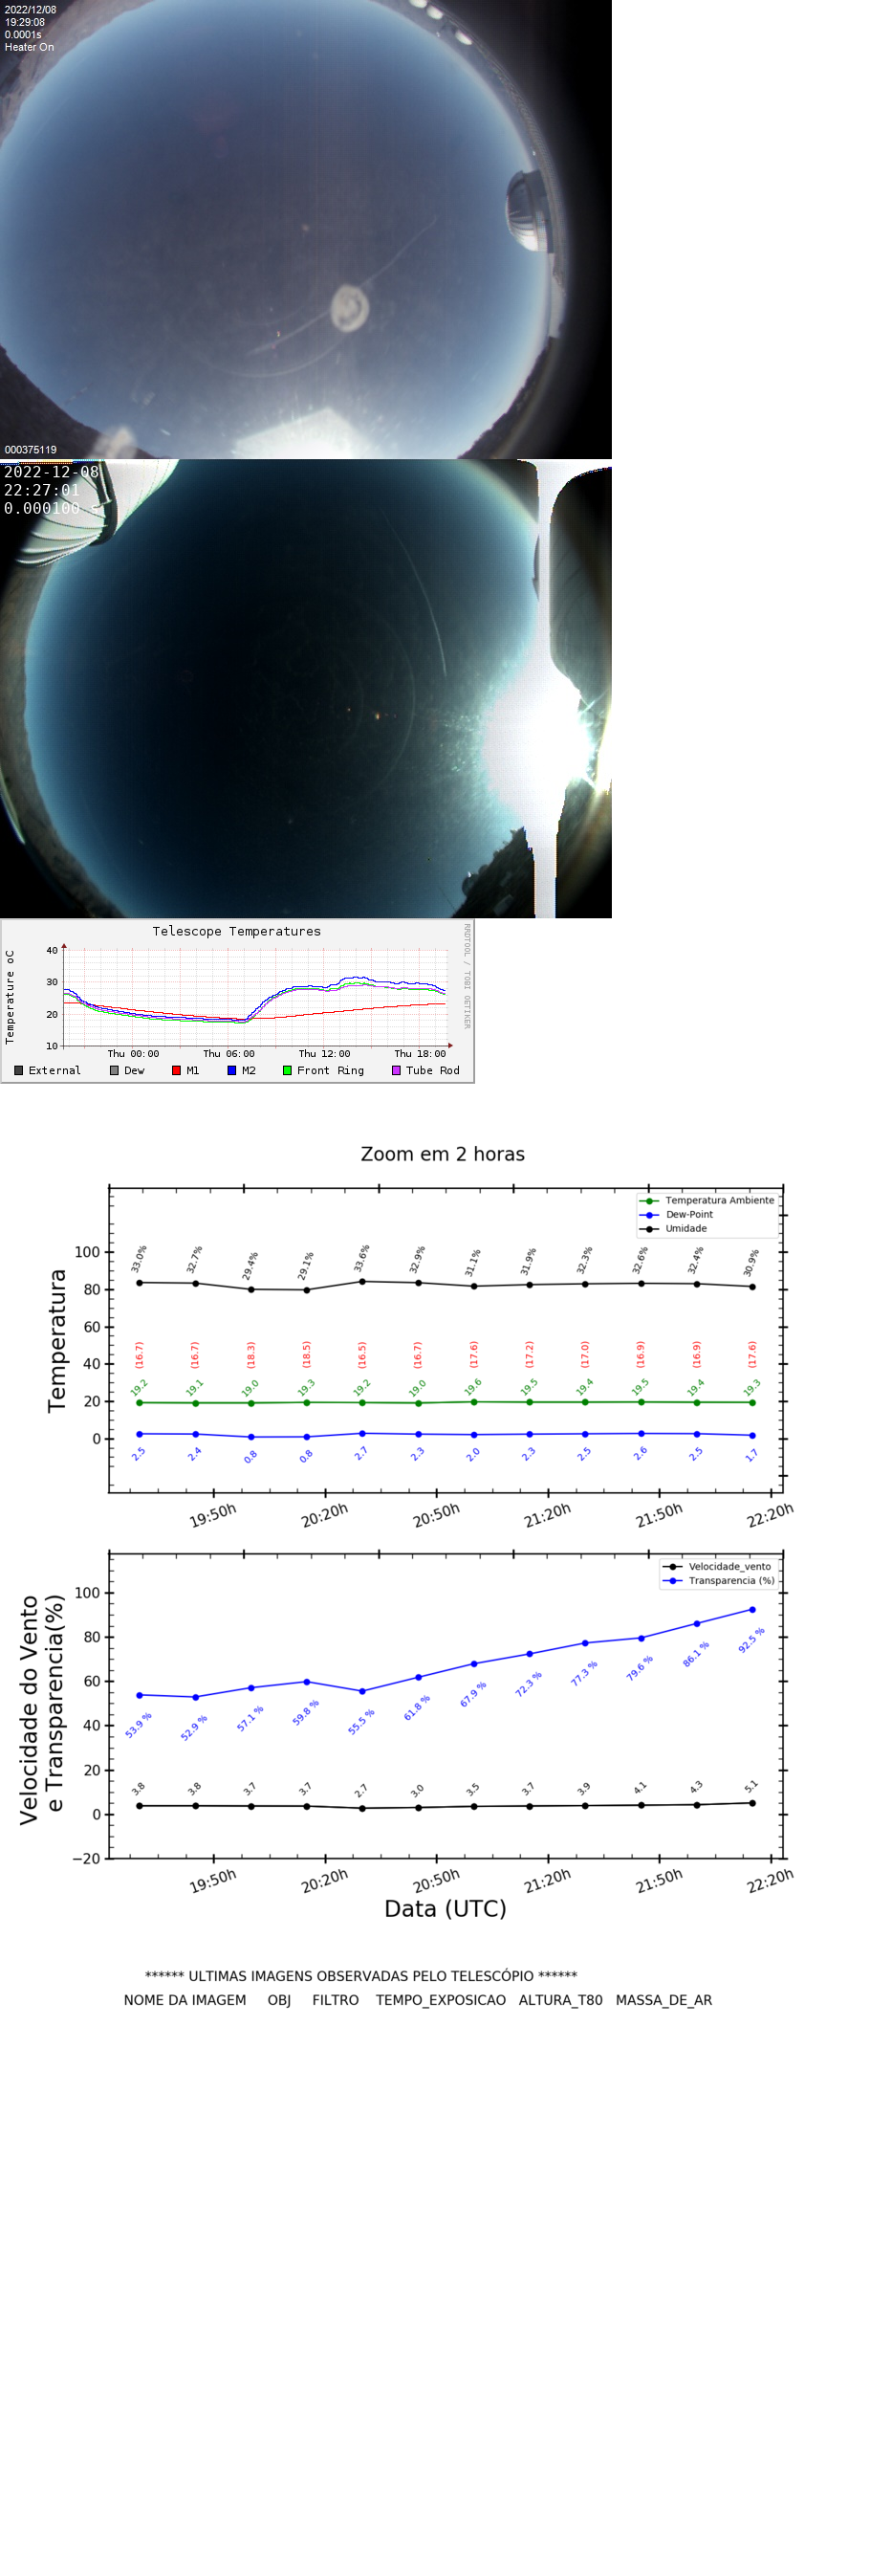 2022/12/08
19:29:08
0.0001s
Heater On
000375119
2022-12-08
22:27:01
0.000100 s
Telescope Temperatures
RRDTOOL / TOBI OETIKER
Temperature oC
40
30
20
10
Thu 00:00 Thu 06:00 Thu 12:00 Thu 18:00
External Dew M1 M2 Front Ring Tube Rod
Zoom em 2 horas
Temperatura Ambiente
Dew-Point
Umidade
Temperatura
100
80
60
40
20
0
33.0% 32.7% 29.4% 29.1% 33.6% 32.9% 31.1% 31.9% 32.3% 32.6% 32.4% 30.9%
(16.7) (16.7) (18.3) (18.5) (16.5) (16.7) (17.6) (17.2) (17.0) (16.9) (16.9) (17.6)
19.2 19.1 19.0 19.3 19.2 19.0 19.6 19.5 19.4 19.5 19.4 19.3
2.5 2.4 0.8 0.8 2.7 2.3 2.0 2.3 2.5 2.6 2.5 1.7
19:50h 20:20h 20:50h 21:20h 21:50h 22:20h
Velocidade_vento
Transparencia (%)
Velocidade do Vento
e Transparencia(%)
100
80
60
40
20
0
−20
53.9 % 52.9 % 57.1 % 59.8 % 55.5 % 61.8 % 67.9 % 72.3 % 77.3 % 79.6 % 86.1 % 92.5 %
3.8 3.8 3.7 3.7 2.7 3.0 3.5 3.7 3.9 4.1 4.3 5.1
19:50h 20:20h 20:50h 21:20h 21:50h 22:20h
Data (UTC)
****** ULTIMAS IMAGENS OBSERVADAS PELO TELESCÓPIO ******
NOME DA IMAGEM OBJ FILTRO TEMPO_EXPOSICAO ALTURA_T80 MASSA_DE_AR